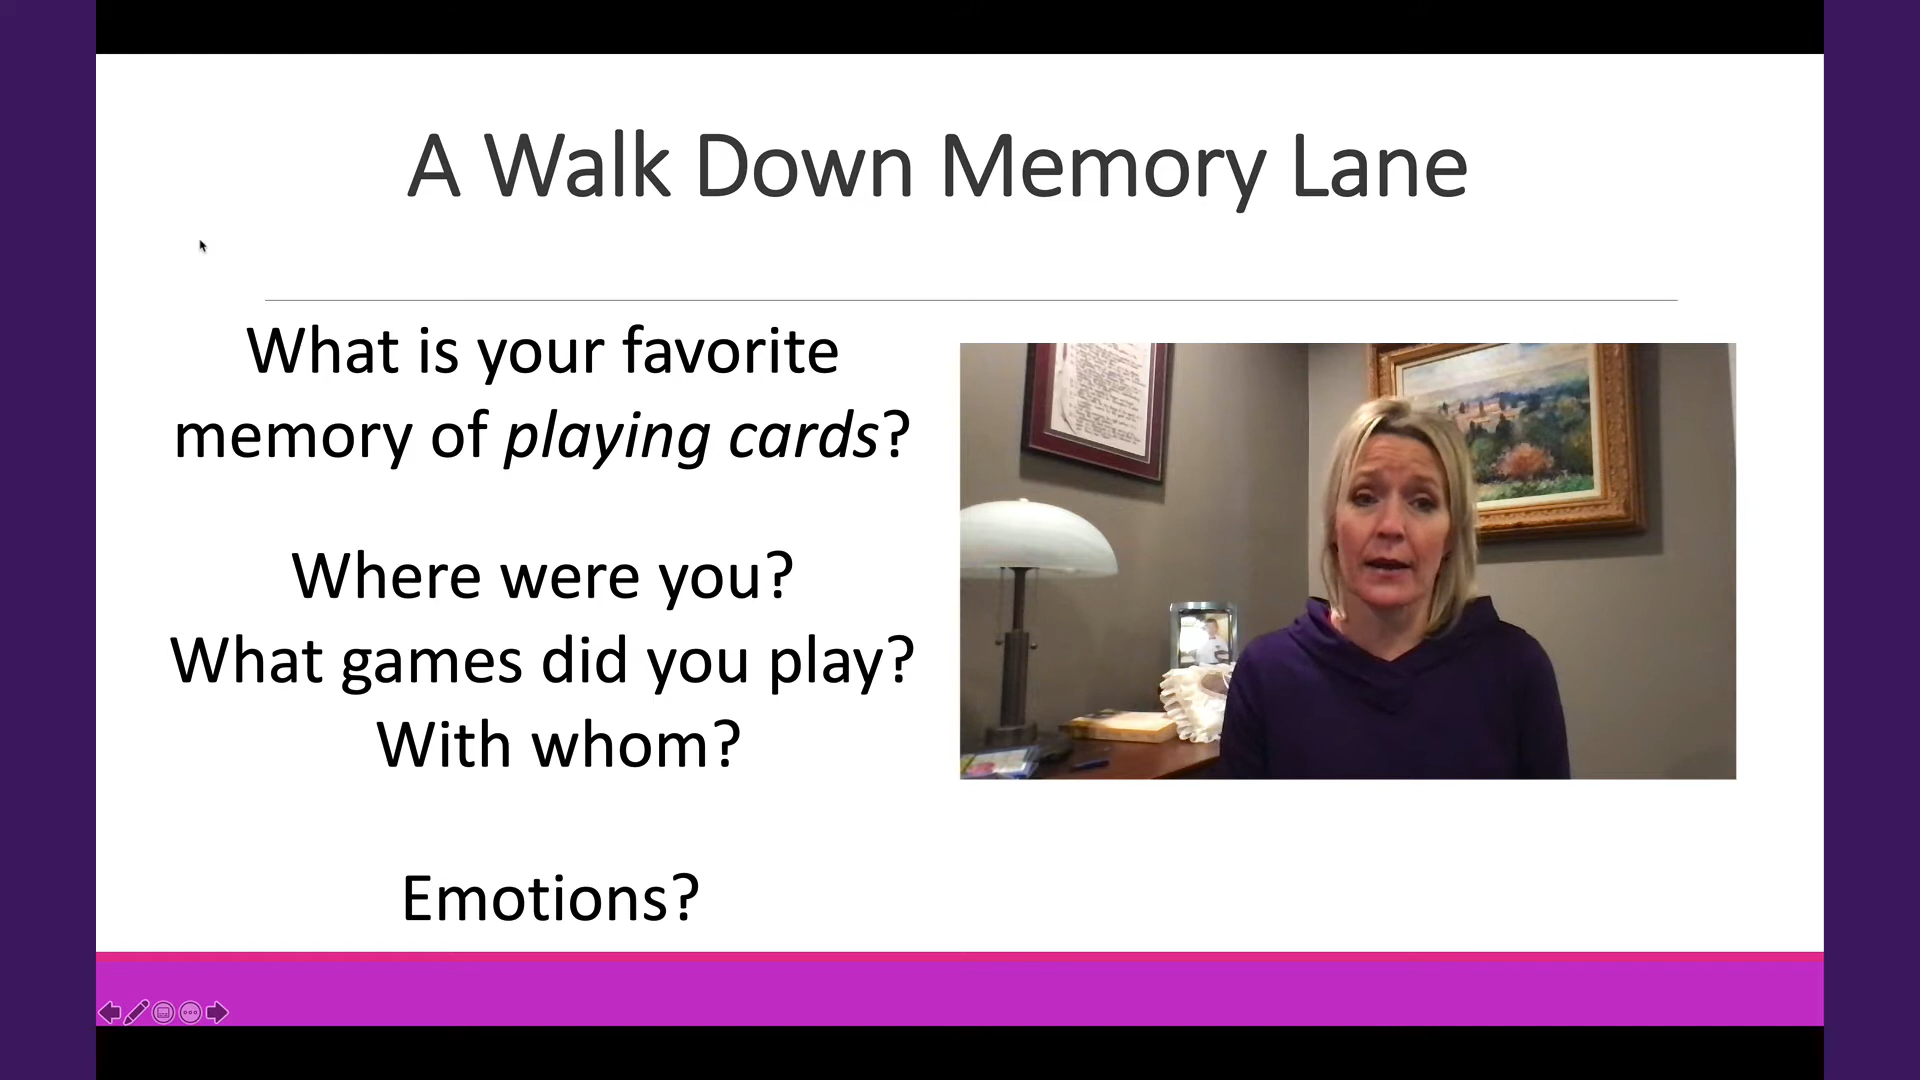 A Walk Down Memory Lane
What is your favorite
memory of playing cards?
Where were you?
What games did you play?
With whom?
Emotions?